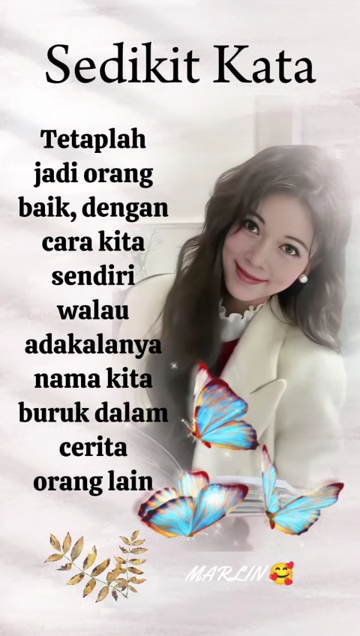 Sedikit Kata
Tetaplah
jadi orang
baik, dengan
cara kita
sendiri
walau
adakalanya
nama kita
buruk dalam
cerita
orang lain
MARLIN🥰